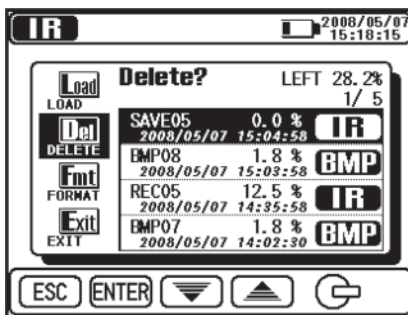 IR 2008/05/07
15:18:15
Load Delete? LEFT 28.2%
LOAD 1/ 5
Del SAVE05 0.0 % IR
DELETE 2008/05/07 15:04:58
Fmt BMP08 1.8 % BMP
FORMAT 2008/05/07 15:03:58
Exit REC05 12.5 % IR
EXIT 2008/05/07 14:35:58
BMP07 1.8 % BMP
2008/05/07 14:02:30
ESC ENTER